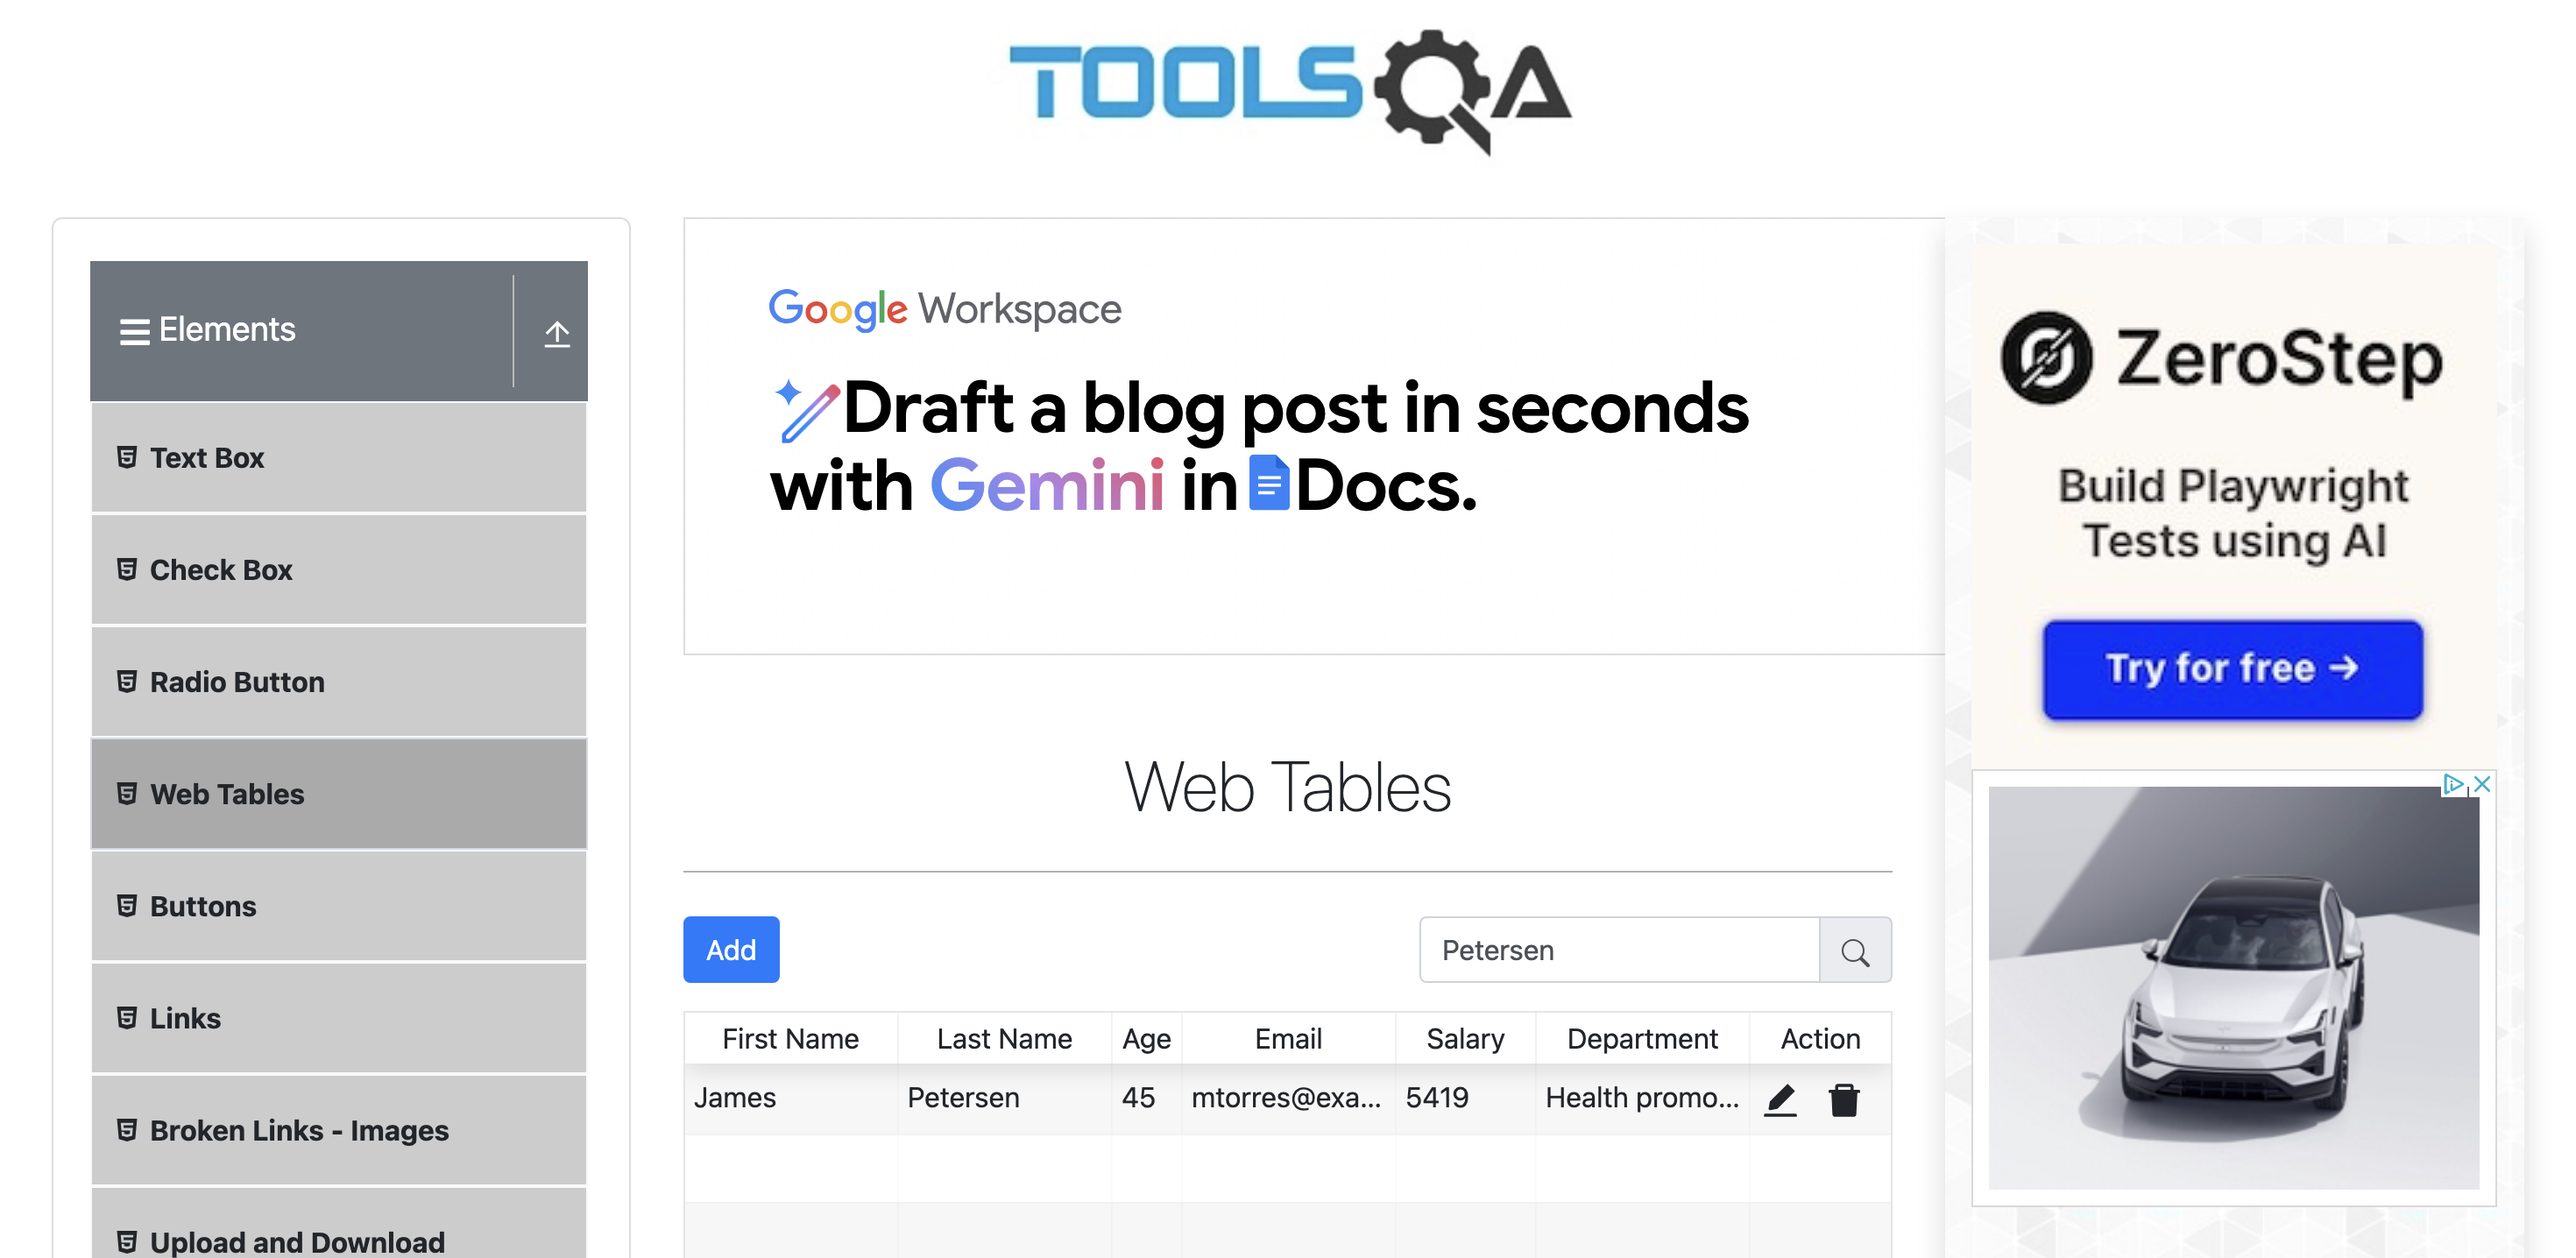 TOOLSQA
Elements
Text Box
Check Box
Radio Button
Web Tables
Buttons
Links
Broken Links - Images
Upload and Download
Google Workspace
Draft a blog post in seconds
with Gemini in Docs.
Web Tables
Add
Petersen
First Name Last Name Age Email Salary Department Action
James Petersen 45 mtorres@exa... 5419 Health promo...
ZeroStep
Build Playwright
Tests using AI
Try for free →